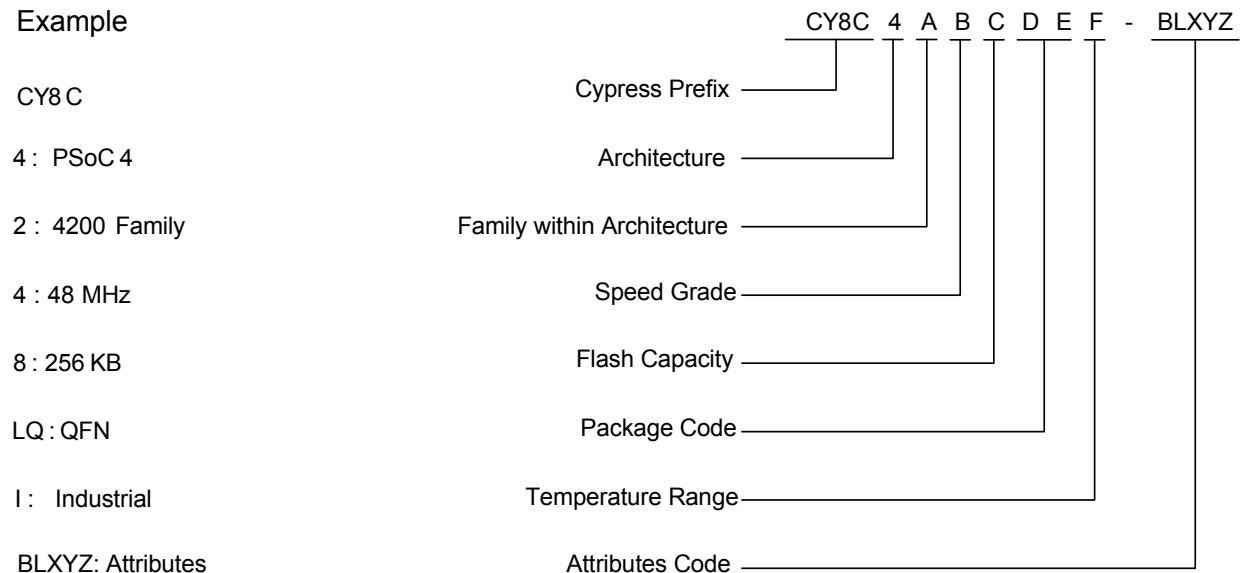 Example CY8C 4 A B C D E F - BLXYZ
CY8 C Cypress Prefix
4 : PSoC 4 Architecture
2 : 4200 Family Family within Architecture
4 : 48 MHz Speed Grade
8 : 256 KB Flash Capacity
LQ : QFN Package Code
I : Industrial Temperature Range
BLXYZ: Attributes Attributes Code